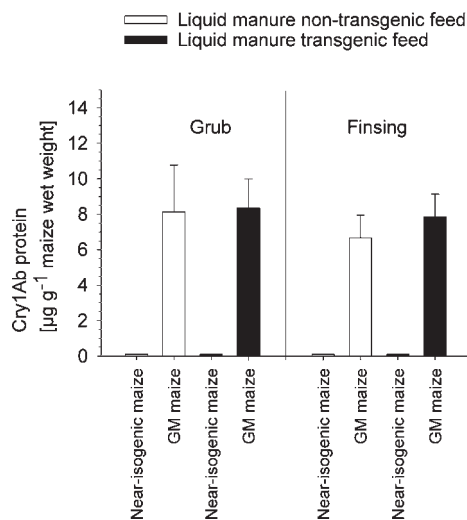 Liquid manure non-transgenic feed
Liquid manure transgenic feed
Cry1Ab protein
[µg g⁻¹ maize wet weight]
14
12
10
8
6
4
2
0
Grub
Finsing
Near-isogenic maize
GM maize
Near-isogenic maize
GM maize
Near-isogenic maize
GM maize
Near-isogenic maize
GM maize